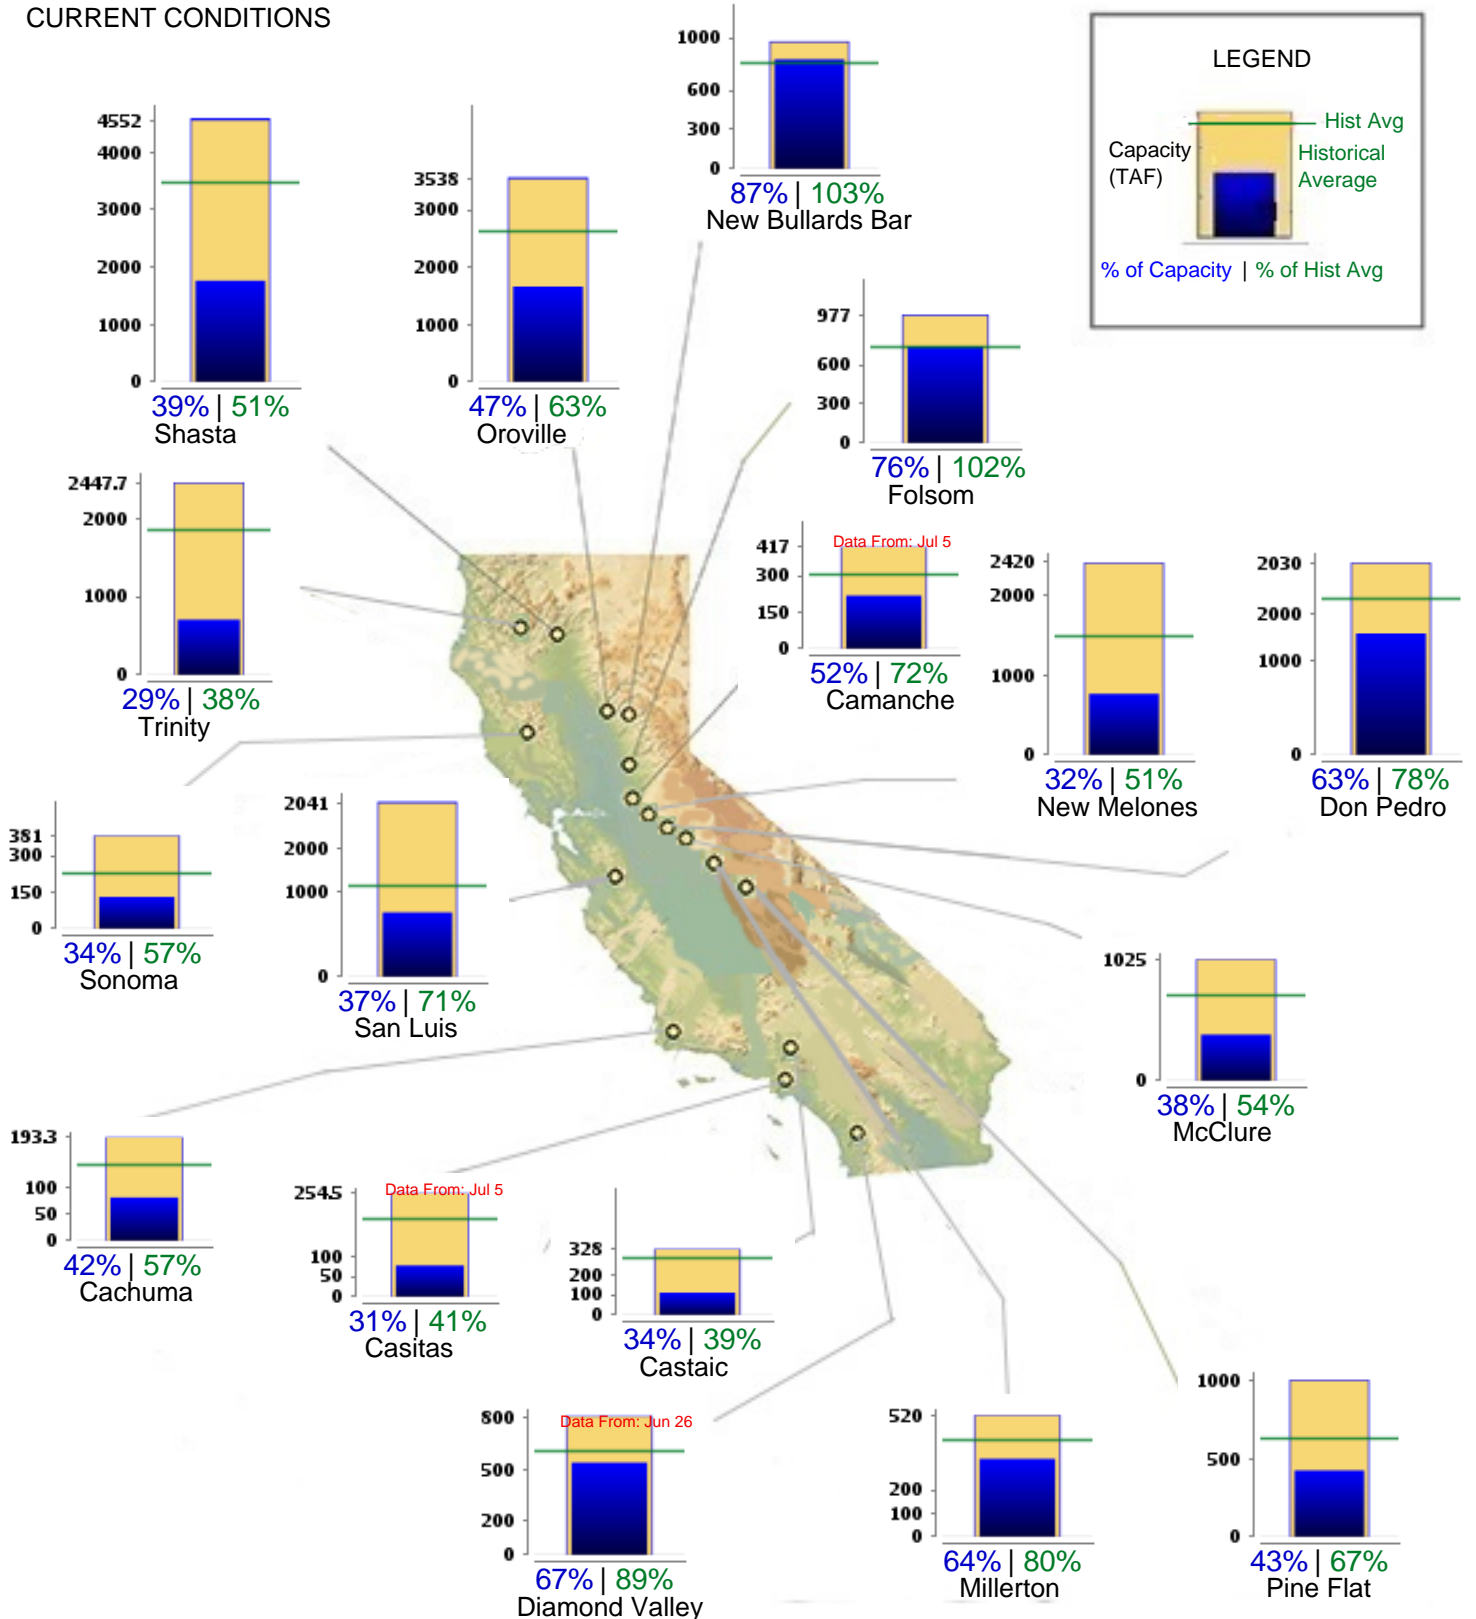 CURRENT CONDITIONS
LEGEND
Hist Avg
Capacity
(TAF)
Historical
Average
% of Capacity | % of Hist Avg
1000
600
300
0
87% | 103%
New Bullards Bar
4552
4000
3000
2000
1000
0
39% | 51%
Shasta
3538
3000
2000
1000
0
47% | 63%
Oroville
977
600
300
0
76% | 102%
Folsom
2447.7
2000
1000
0
29% | 38%
Trinity
417
300
150
0
Data From: Jul 5
52% | 72%
Camanche
2420
2000
1000
0
32% | 51%
New Melones
2030
2000
1000
0
63% | 78%
Don Pedro
381
300
150
0
34% | 57%
Sonoma
2041
2000
1000
0
37% | 71%
San Luis
1025
0
38% | 54%
McClure
193.3
100
50
0
42% | 57%
Cachuma
254.5
100
50
0
Data From: Jul 5
31% | 41%
Casitas
328
200
100
0
34% | 39%
Castaic
800
500
200
0
Data From: Jun 26
67% | 89%
Diamond Valley
520
200
100
0
64% | 80%
Millerton
1000
500
0
43% | 67%
Pine Flat